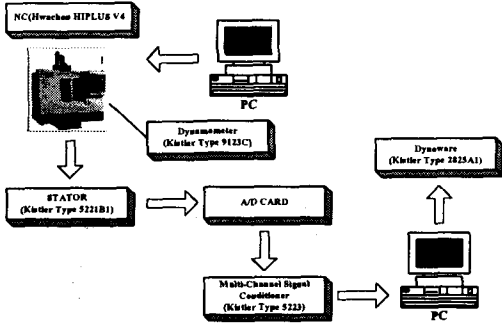 NC(Hwacheon HIPLUS V4
PC
Dynamometer
(Kistler Type 9123C)
Dynoware
(Kistler Type 2825A1)
STATOR
(Kistler Type 5221B1)
A/D CARD
Multi-Channel Signal
Conditioner
(Kistler Type 5223)
PC